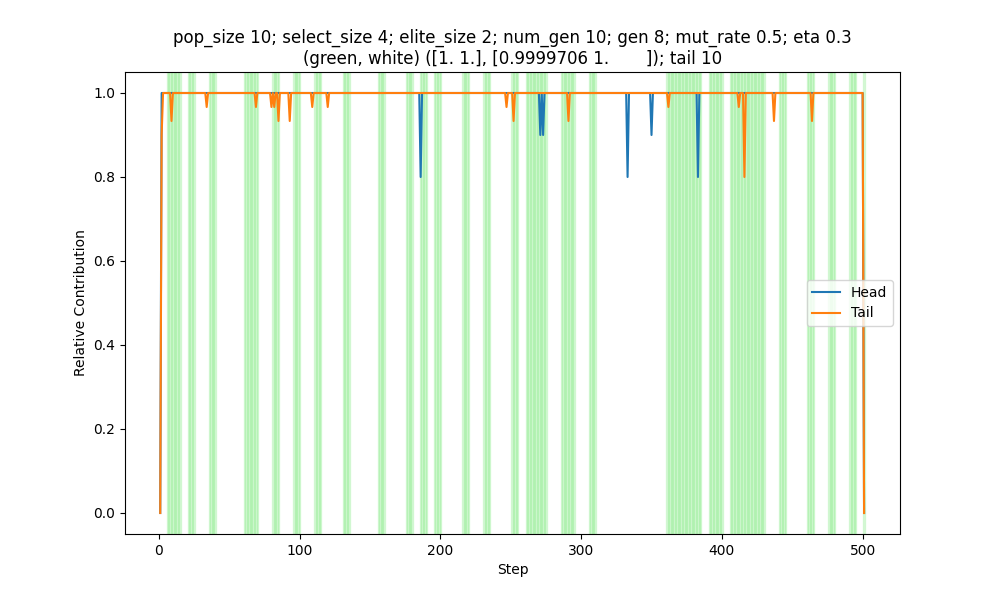 pop_size 10; select_size 4; elite_size 2; num_gen 10; gen 8; mut_rate 0.5; eta 0.3
(green, white) ([1. 1.], [0.9999706 1.        ]); tail 10
1.0
0.8
0.6
0.4
0.2
0.0
Relative Contribution
Head
Tail
0
100
200
300
400
500
Step